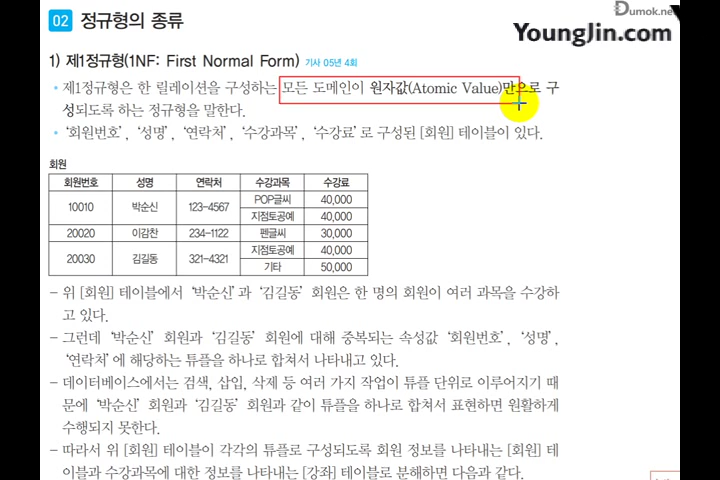 Dumok.ne
YoungJin.com
02 정규형의 종류
1) 제1정규형(1NF: First Normal Form) 기사 05년 4회
• 제1정규형은 한 릴레이션을 구성하는 모든 도메인이 원자값(Atomic Value)만으로 구
성되도록 하는 정규형을 말한다.
• ‘회원번호’, ‘성명’, ‘연락처’, ‘수강과목’, ‘수강료’로 구성된 [회원] 테이블이 있다.
회원
회원번호 성명 연락처 수강과목 수강료
10010 박순신 123-4567 POP글씨 40,000
지점토공예 40,000
20020 이감찬 234-1122 펜글씨 30,000
20030 김길동 321-4321 지점토공예 40,000
기타 50,000
- 위 [회원] 테이블에서 ‘박순신’과 ‘김길동’ 회원은 한 명의 회원이 여러 과목을 수강하
고 있다.
- 그런데 ‘박순신’ 회원과 ‘김길동’ 회원에 대해 중복되는 속성값 ‘회원번호’, ‘성명’,
‘연락처’에 해당하는 튜플을 하나로 합쳐서 나타내고 있다.
- 데이터베이스에서는 검색, 삽입, 삭제 등 여러 가지 작업이 튜플 단위로 이루어지기 때
문에 ‘박순신’ 회원과 ‘김길동’ 회원과 같이 튜플을 하나로 합쳐서 표현하면 원활하게
수행되지 못한다.
- 따라서 위 [회원] 테이블이 각각의 튜플로 구성되도록 회원 정보를 나타내는 [회원] 테
이블과 수강과목에 대한 정보를 나타내는 [강좌] 테이블로 분해하면 다음과 같다.